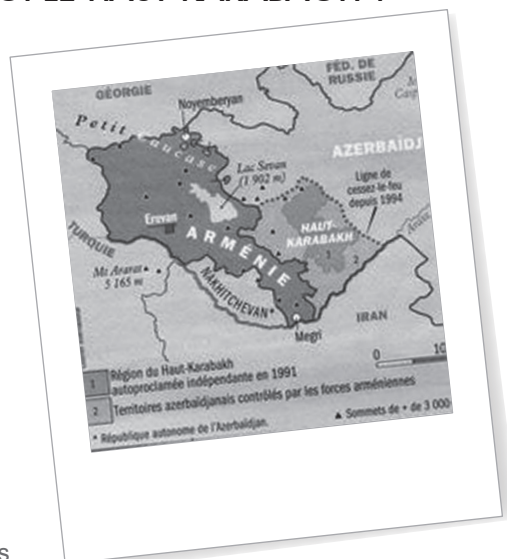 GÉORGIE
FÉD. DE
RUSSIE
Noyemberyan
Petit Caucase
AZERBAÏDJ
Lac Sevan
(1 902 m)
Ligne de
cessez-le-feu
depuis 1994
Erevan
ARMÉNIE
HAUT-
KARABAKH
1
2
TURQUIE
Mt Ararat
5 165 m
NAKHITCHEVAN*
IRAN
Megri
0 10
1 Région du Haut-Karabakh
autoproclamée indépendante en 1991
2 Territoires azerbaïdjanais contrôlés par les forces arméniennes
* République autonome de l'Azerbaïdjan.
▲ Sommets de + de 3 000
s